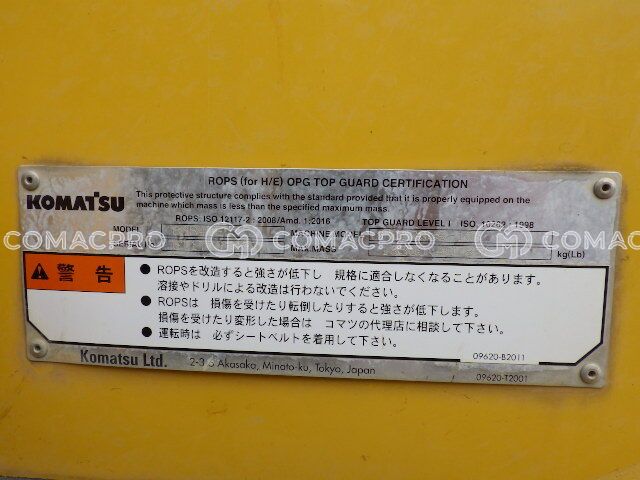 ROPS (for H/E) OPG TOP GUARD CERTIFICATION
This protective structure complies with the standard provided that it is properly equipped on the
machine which mass is less than the specified maximum mass.
KOMATSU
ROPS: ISO 12117-2 : 2008/Amd. 1:2016 TOP GUARD LEVEL I ISO 10262 : 1998
MODEL MACHINE MODEL
SERIAL No. MAX MASS kg(Lb)
COMACPRO COMACPRO COMACPRO
警告
● ROPSを改造すると強さが低下し 規格に適合しなくなることがあります。
溶接やドリルによる改造は行わないでください。
● ROPSは 損傷を受けたり転倒したりすると強さが低下します。
損傷を受けたり変形した場合は コマツの代理店に相談して下さい。
● 運転時は 必ずシートベルトを着用して下さい。
09620-B2011
Komatsu Ltd. 2-3-6 Akasaka, Minato-ku, Tokyo, Japan
09620-T2001